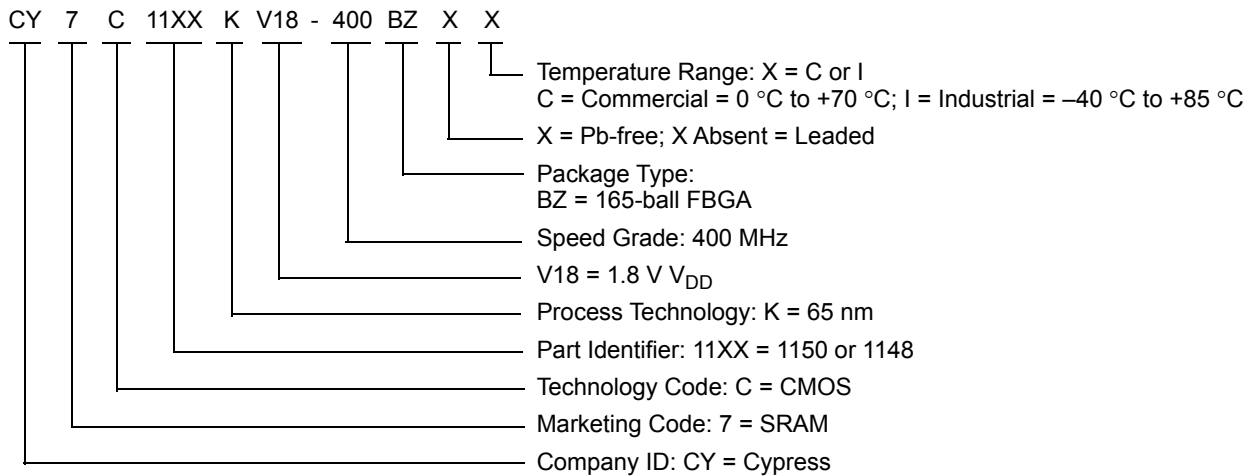 CY 7 C 11XX K V18 - 400 BZ X X
Temperature Range: X = C or I
C = Commercial = 0 °C to +70 °C; I = Industrial = –40 °C to +85 °C
X = Pb-free; X Absent = Leaded
Package Type:
BZ = 165-ball FBGA
Speed Grade: 400 MHz
V18 = 1.8 V VDD
Process Technology: K = 65 nm
Part Identifier: 11XX = 1150 or 1148
Technology Code: C = CMOS
Marketing Code: 7 = SRAM
Company ID: CY = Cypress